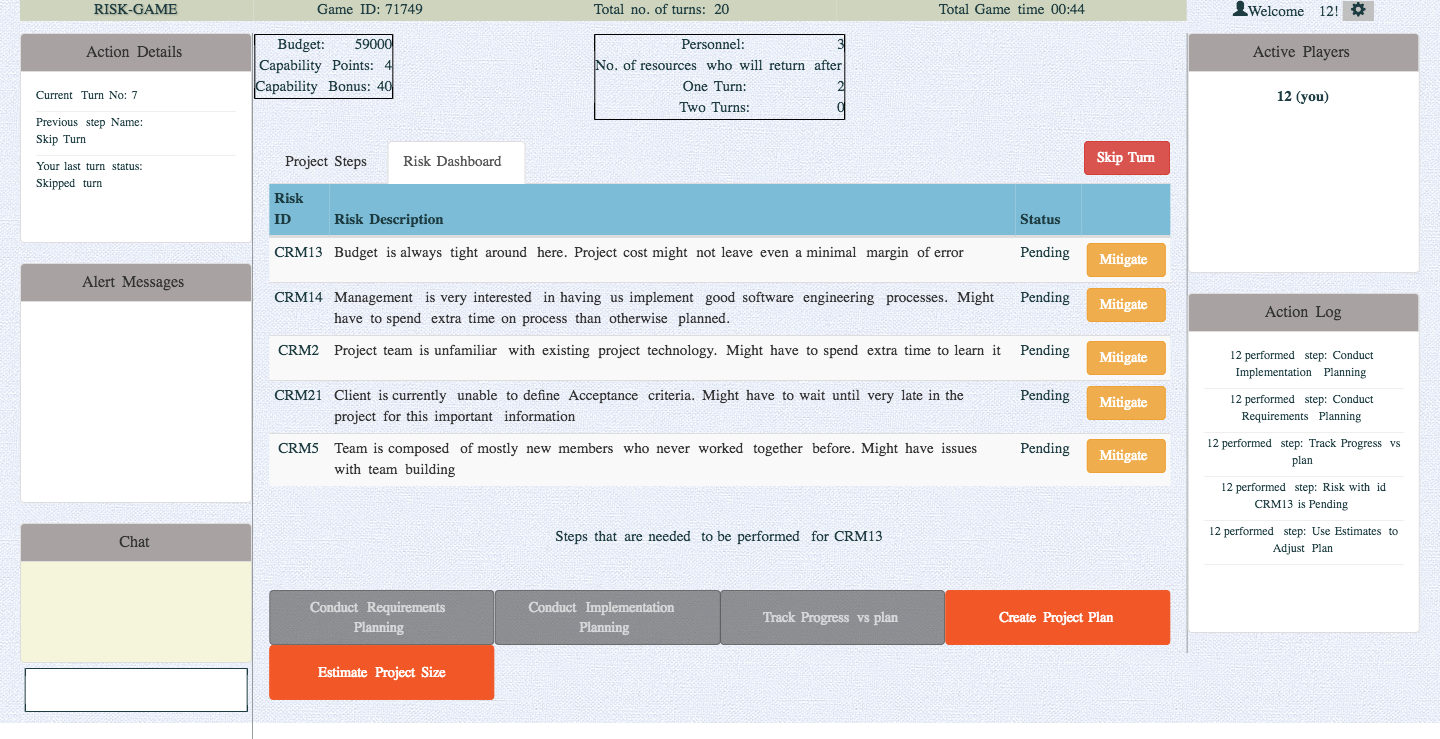 RISK-GAME
Game ID: 71749
Total no. of turns: 20
Total Game time 00:44
Welcome 12!
Action Details
Current Turn No: 7
Previous step Name:
Skip Turn
Your last turn status:
Skipped turn
Alert Messages
Chat
Budget: 59000
Capability Points: 4
Capability Bonus: 40
Personnel: 3
No. of resources who will return after
One Turn: 2
Two Turns: 0
Project Steps
Risk Dashboard
Skip Turn
Risk
ID
Risk Description
Status
CRM13
Budget is always tight around here. Project cost might not leave even a minimal margin of error
Pending
Mitigate
CRM14
Management is very interested in having us implement good software engineering processes. Might
have to spend extra time on process than otherwise planned.
Pending
Mitigate
CRM2
Project team is unfamiliar with existing project technology. Might have to spend extra time to learn it
Pending
Mitigate
CRM21
Client is currently unable to define Acceptance criteria. Might have to wait until very late in the
project for this important information
Pending
Mitigate
CRM5
Team is composed of mostly new members who never worked together before. Might have issues
with team building
Pending
Mitigate
Steps that are needed to be performed for CRM13
Conduct Requirements
Planning
Conduct Implementation
Planning
Track Progress vs plan
Create Project Plan
Estimate Project Size
Active Players
12 (you)
Action Log
12 performed step: Conduct
Implementation Planning
12 performed step: Conduct
Requirements Planning
12 performed step: Track Progress vs
plan
12 performed step: Risk with id
CRM13 is Pending
12 performed step: Use Estimates to
Adjust Plan